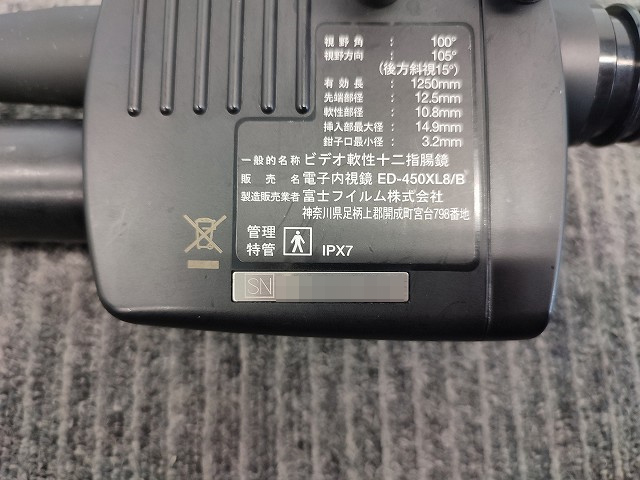 視野角 : 100°
視野方向 : 105°
(後方斜視15°)
有効長 : 1250mm
先端部径 : 12.5mm
軟性部径 : 10.8mm
挿入部最大径 : 14.9mm
鉗子口最小径 : 3.2mm
一般的名称 ビデオ軟性十二指腸鏡
販売名 電子内視鏡 ED-450XL8/B
製造販売業者 富士フイルム株式会社
神奈川県足柄上郡開成町宮台798番地
管理
特管 IPX7
SN